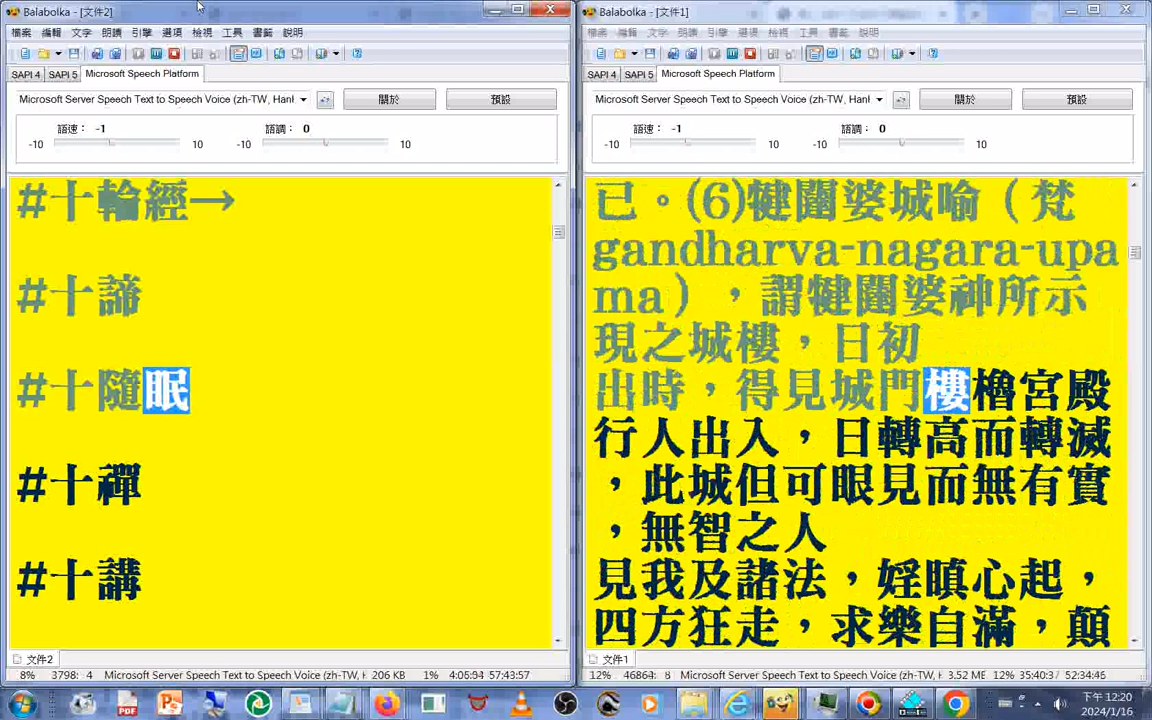 Balabolka - [文件2]
檔案 編輯 文字 朗讀 引擎 選項 檢視 工具 書籤 說明
SAPI 4 SAPI 5 Microsoft Speech Platform
Microsoft Server Speech Text to Speech Voice (zh-TW, HanI
關於 預設
語速： -1 語調： 0
-10 10 -10 10
#十輪經→
#十諦
#十隨眠
#十禪
#十講
文件2
8% 3798: 4 Microsoft Server Speech Text to Speech Voice 206 KB 1% 4:05:94 57:43:57
Balabolka - [文件1]
檔案 編輯 文字 朗讀 引擎 選項 檢視 工具 書籤 說明
SAPI 4 SAPI 5 Microsoft Speech Platform
Microsoft Server Speech Text to Speech Voice (zh-TW, HanI
關於 預設
語速： -1 語調： 0
-10 10 -10 10
已。(6)犍闥婆城喻（梵
gandharva-nagara-upa
ma），謂犍闥婆神所示
現之城樓，日初
出時，得見城門樓櫓宮殿
行人出入，日轉高而轉滅
，此城但可眼見而無有實
，無智之人
見我及諸法，婬瞋心起，
四方狂走，求樂自滿，顛
文件1
12% 46864: 8 Microsoft Server Speech Text to Speech Voice 3.52 ME 12% 35:40:37 52:34:46
PDF
下午 12:20
2024/1/16